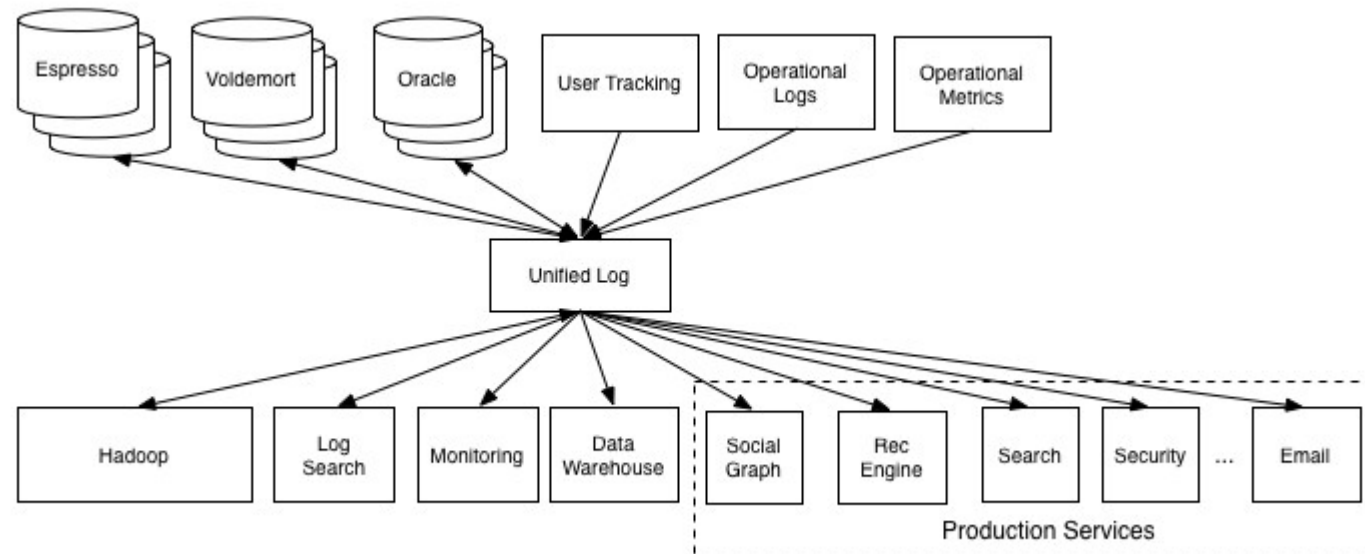 Espresso
Voldemort
Oracle
User Tracking
Operational
Logs
Operational
Metrics
Unified Log
Hadoop
Log
Search
Monitoring
Data
Warehouse
Social
Graph
Rec
Engine
Search
Security
...
Email
Production Services